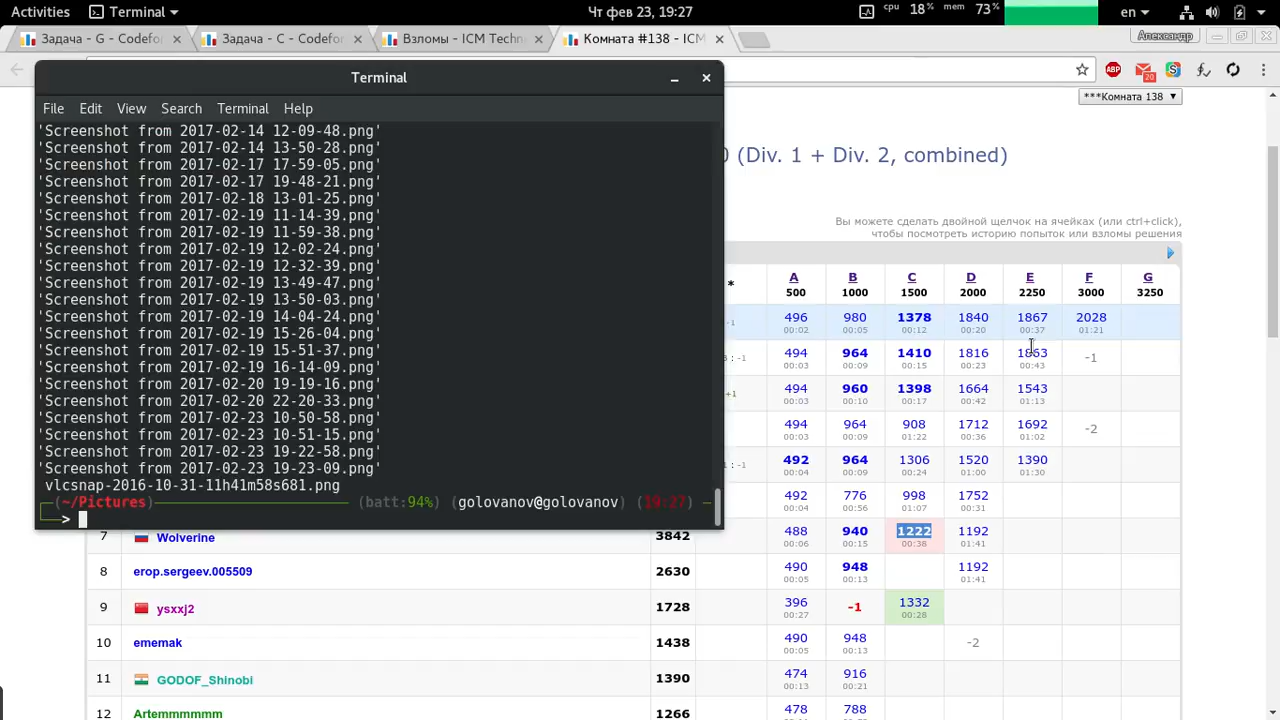 Activities Terminal Чт фев 23, 19:27 cpu 18% mem 73% en
Задача - G - Codefor Задача - C - Codefor Взломы - ICM Techn Комната #138 - ICM Александр
Terminal
ABP 20
File Edit View Search Terminal Help
***Комната 138
'Screenshot from 2017-02-14 12-09-48.png'
'Screenshot from 2017-02-14 13-50-28.png'
0 (Div. 1 + Div. 2, combined)
'Screenshot from 2017-02-17 17-59-05.png'
'Screenshot from 2017-02-17 19-48-21.png'
'Screenshot from 2017-02-18 13-01-25.png'
'Screenshot from 2017-02-19 11-14-39.png'
Вы можете сделать двойной щелчок на ячейках (или ctrl+click),
'Screenshot from 2017-02-19 11-59-38.png'
чтобы посмотреть историю попыток или взломы решения
'Screenshot from 2017-02-19 12-02-24.png'
'Screenshot from 2017-02-19 12-32-39.png'
'Screenshot from 2017-02-19 13-49-47.png'
* A B C D E F G
500 1000 1500 2000 2250 3000 3250
'Screenshot from 2017-02-19 13-50-03.png'
'Screenshot from 2017-02-19 14-04-24.png'
-1 496 980 1378 1840 1867 2028
00:02 00:05 00:12 00:20 00:37 01:21
'Screenshot from 2017-02-19 15-26-04.png'
'Screenshot from 2017-02-19 15-51-37.png'
: -1 494 964 1410 1816 1863 -1
00:03 00:09 00:15 00:23 00:43
'Screenshot from 2017-02-19 16-14-09.png'
'Screenshot from 2017-02-20 19-19-16.png'
+1 494 960 1398 1664 1543
00:03 00:10 00:17 00:42 01:13
'Screenshot from 2017-02-20 22-20-33.png'
'Screenshot from 2017-02-23 10-50-58.png'
494 964 908 1712 1692 -2
00:03 00:09 01:22 00:36 01:02
'Screenshot from 2017-02-23 10-51-15.png'
'Screenshot from 2017-02-23 19-22-58.png'
: -1 492 964 1306 1520 1390
00:04 00:09 00:24 01:00 01:30
'Screenshot from 2017-02-23 19-23-09.png'
vlcsnap-2016-10-31-11h41m58s681.png
492 776 998 1752
00:04 00:56 01:07 00:31
(~/Pictures) (batt:94%) (golovanov@golovanov) (19:27)
>
7 Wolverine 3842 488 940 1222 1192
00:06 00:15 00:38 01:41
8 erop.sergeev.005509 2630 490 948 1192
00:05 00:13 01:41
9 ysxxj2 1728 396 -1 1332
00:27 00:28
10 ememak 1438 490 948 -2
00:05 00:13
11 GODOF_Shinobi 1390 474 916
00:13 00:21
12 Artemmmmmm 1266 478 788